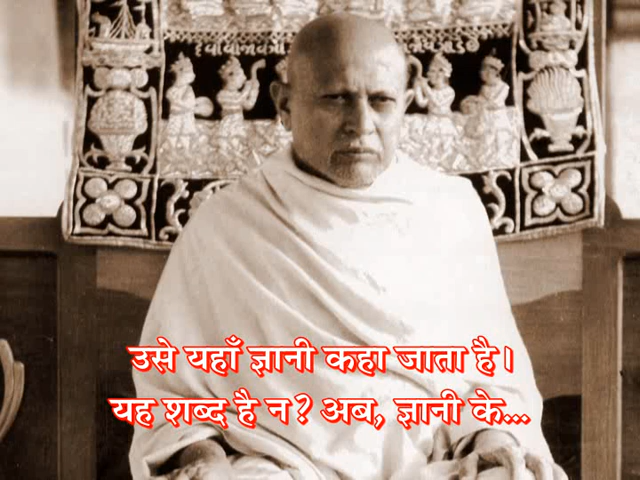 उसे यहाँ ज्ञानी कहा जाता है।
यह शब्द है न? अब, ज्ञानी के...